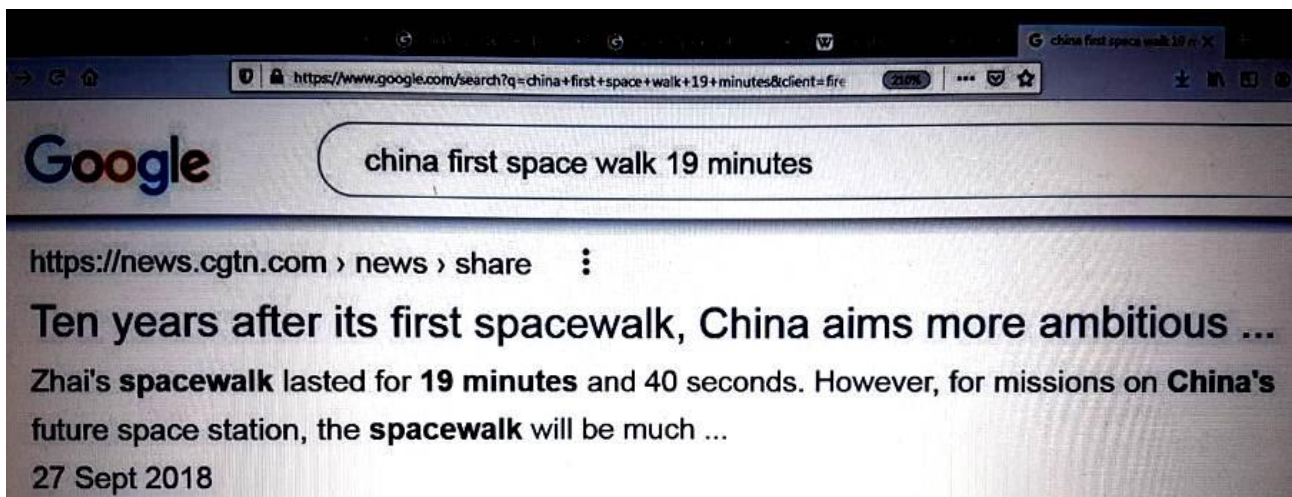 china first space walk 19 m
https://www.google.com/search?q=china+first+space+walk+19+minutes&client=fire
210%
Google
china first space walk 19 minutes
https://news.cgtn.com › news › share
Ten years after its first spacewalk, China aims more ambitious ...
Zhai's spacewalk lasted for 19 minutes and 40 seconds. However, for missions on China's
future space station, the spacewalk will be much ...
27 Sept 2018